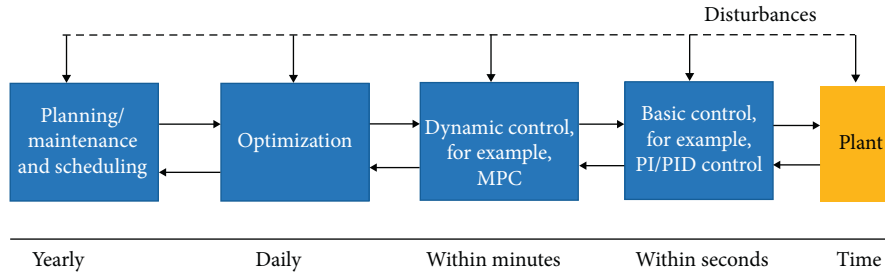 Disturbances
Planning/
maintenance
and scheduling
Optimization
Dynamic control,
for example,
MPC
Basic control,
for example,
PI/PID control
Plant
Yearly
Daily
Within minutes
Within seconds
Time